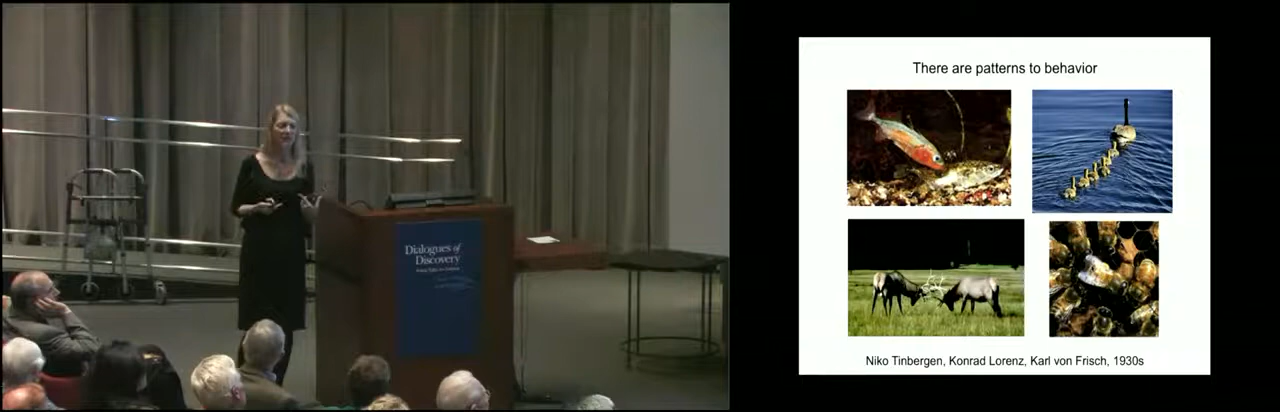 Dialogues of
Discovery
There are patterns to behavior
Niko Tinbergen, Konrad Lorenz, Karl von Frisch, 1930s